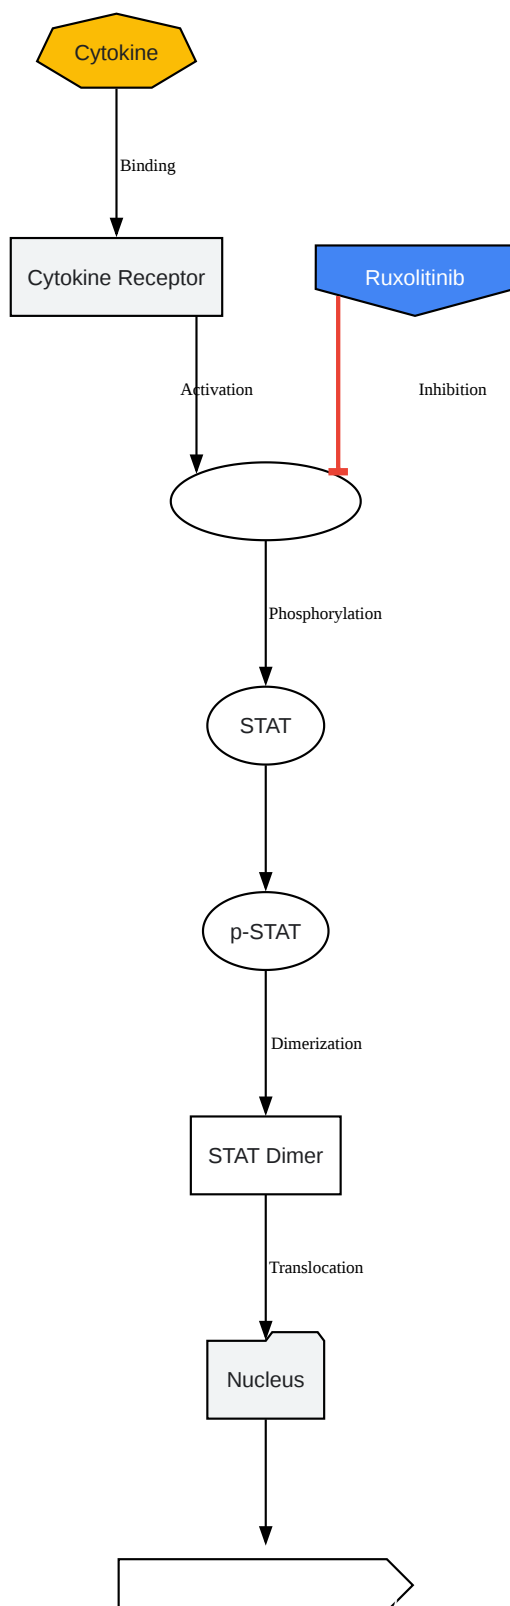 Cytokine
Binding
Cytokine Receptor
Ruxolitinib
Activation
Inhibition
Phosphorylation
STAT
p-STAT
Dimerization
STAT Dimer
Translocation
Nucleus